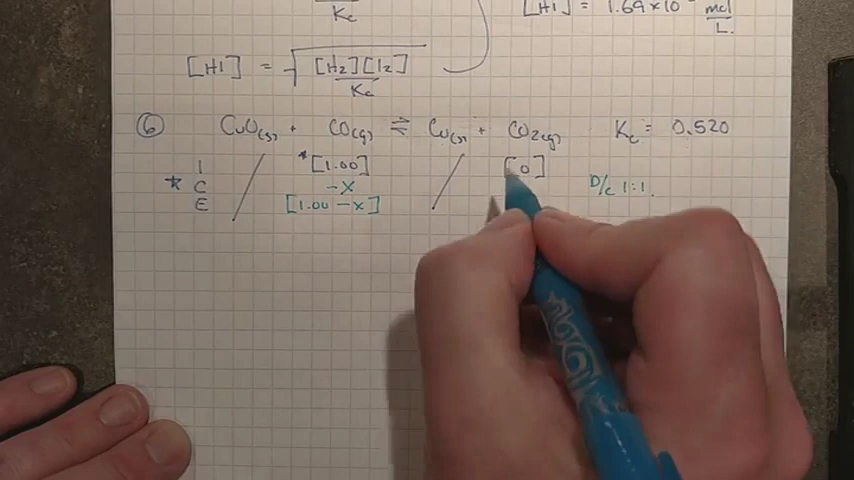 Kc [HI] = 1.69 x 10 mol
L.
[HI] = √[H2][I2]
Kc
⑥ CuO(s) + CO(g) ⇌ Cu(s) + CO2(g) Kc = 0.520
I *[1.00] [0]
* C -X D/c 1:1.
E [1.00 -X]